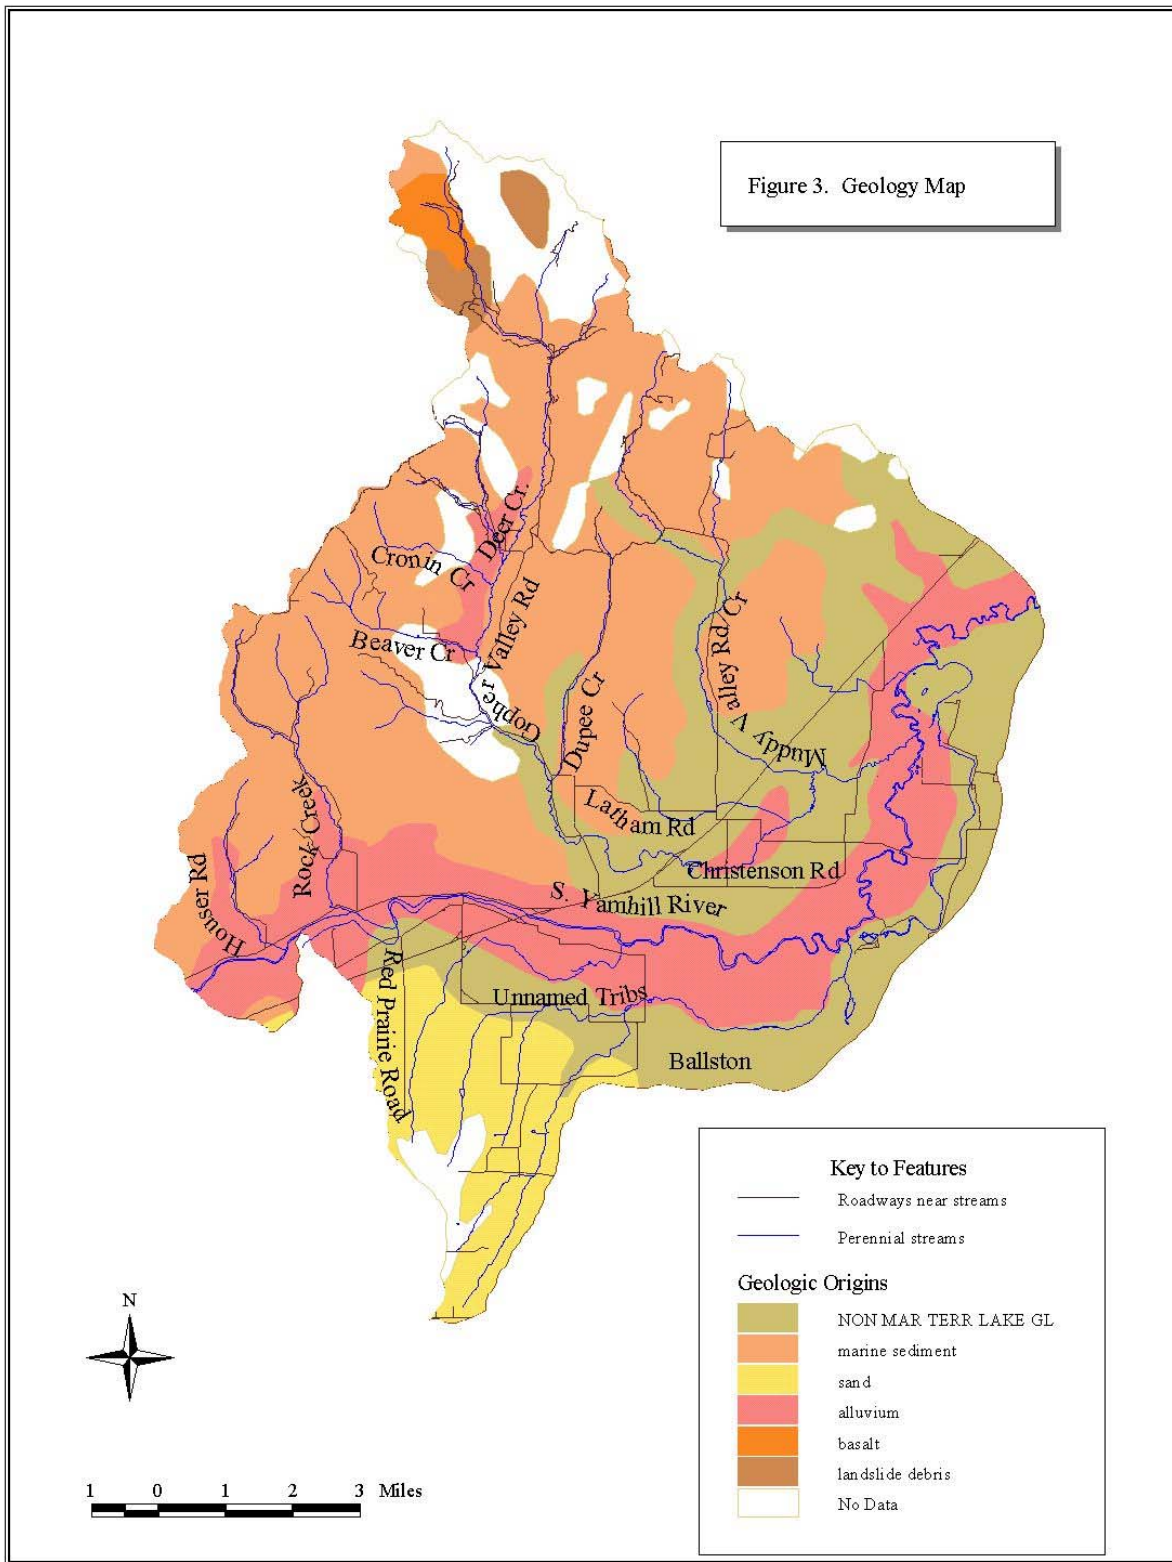 Figure 3. Geology Map
Deer Cr.
Cronin Cr
Beaver Cr
Gopher Valley Rd
Dupee Cr
Muddy Valley Rd/Cr
Latham Rd
Christenson Rd
Rock Creek
Houser Rd
S. Yamhill River
Red Prairie Road
Unnamed Tribs
Ballston
Key to Features
Roadways near streams
Perennial streams
Geologic Origins
NON MAR TERR LAKE GL
marine sediment
sand
alluvium
basalt
landslide debris
No Data
N
1 0 1 2 3 Miles